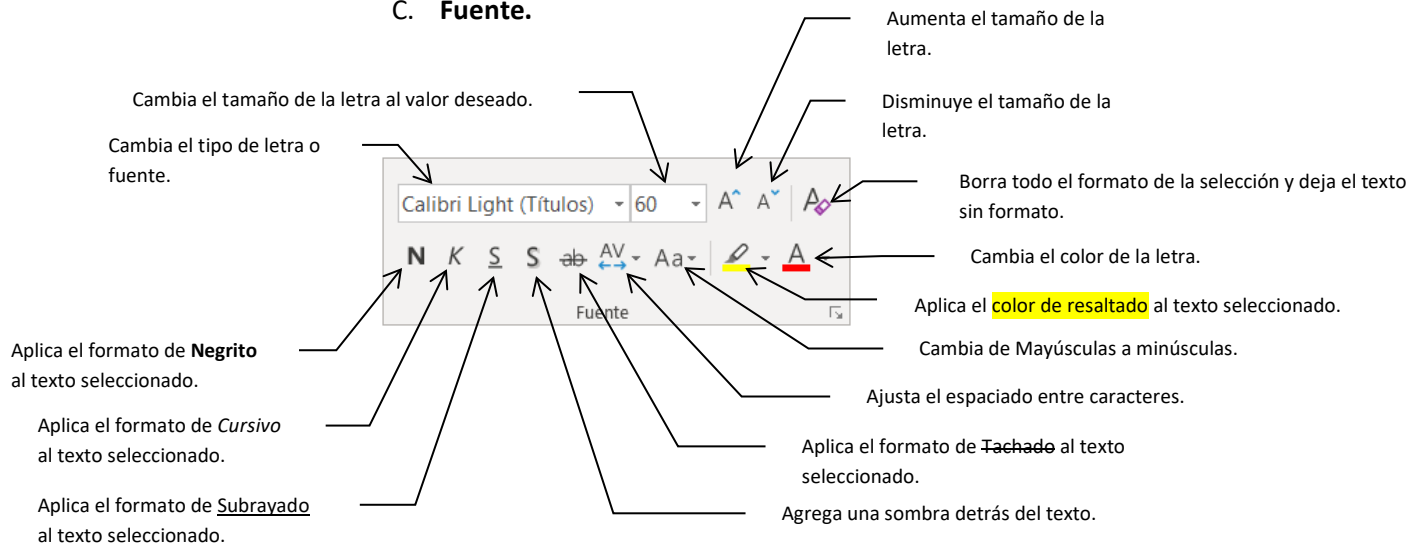 C. Fuente.
Aumenta el tamaño de la
letra.
Cambia el tamaño de la letra al valor deseado.
Disminuye el tamaño de la
letra.
Cambia el tipo de letra o
fuente.
Borra todo el formato de la selección y deja el texto
sin formato.
Calibri Light (Títulos) 60 A A A
N K S S ab AV Aa A
Fuente
Cambia el color de la letra.
Aplica el color de resaltado al texto seleccionado.
Cambia de Mayúsculas a minúsculas.
Aplica el formato de Negrito
al texto seleccionado.
Ajusta el espaciado entre caracteres.
Aplica el formato de Cursivo
al texto seleccionado.
Aplica el formato de Tachado al texto
seleccionado.
Aplica el formato de Subrayado
al texto seleccionado.
Agrega una sombra detrás del texto.